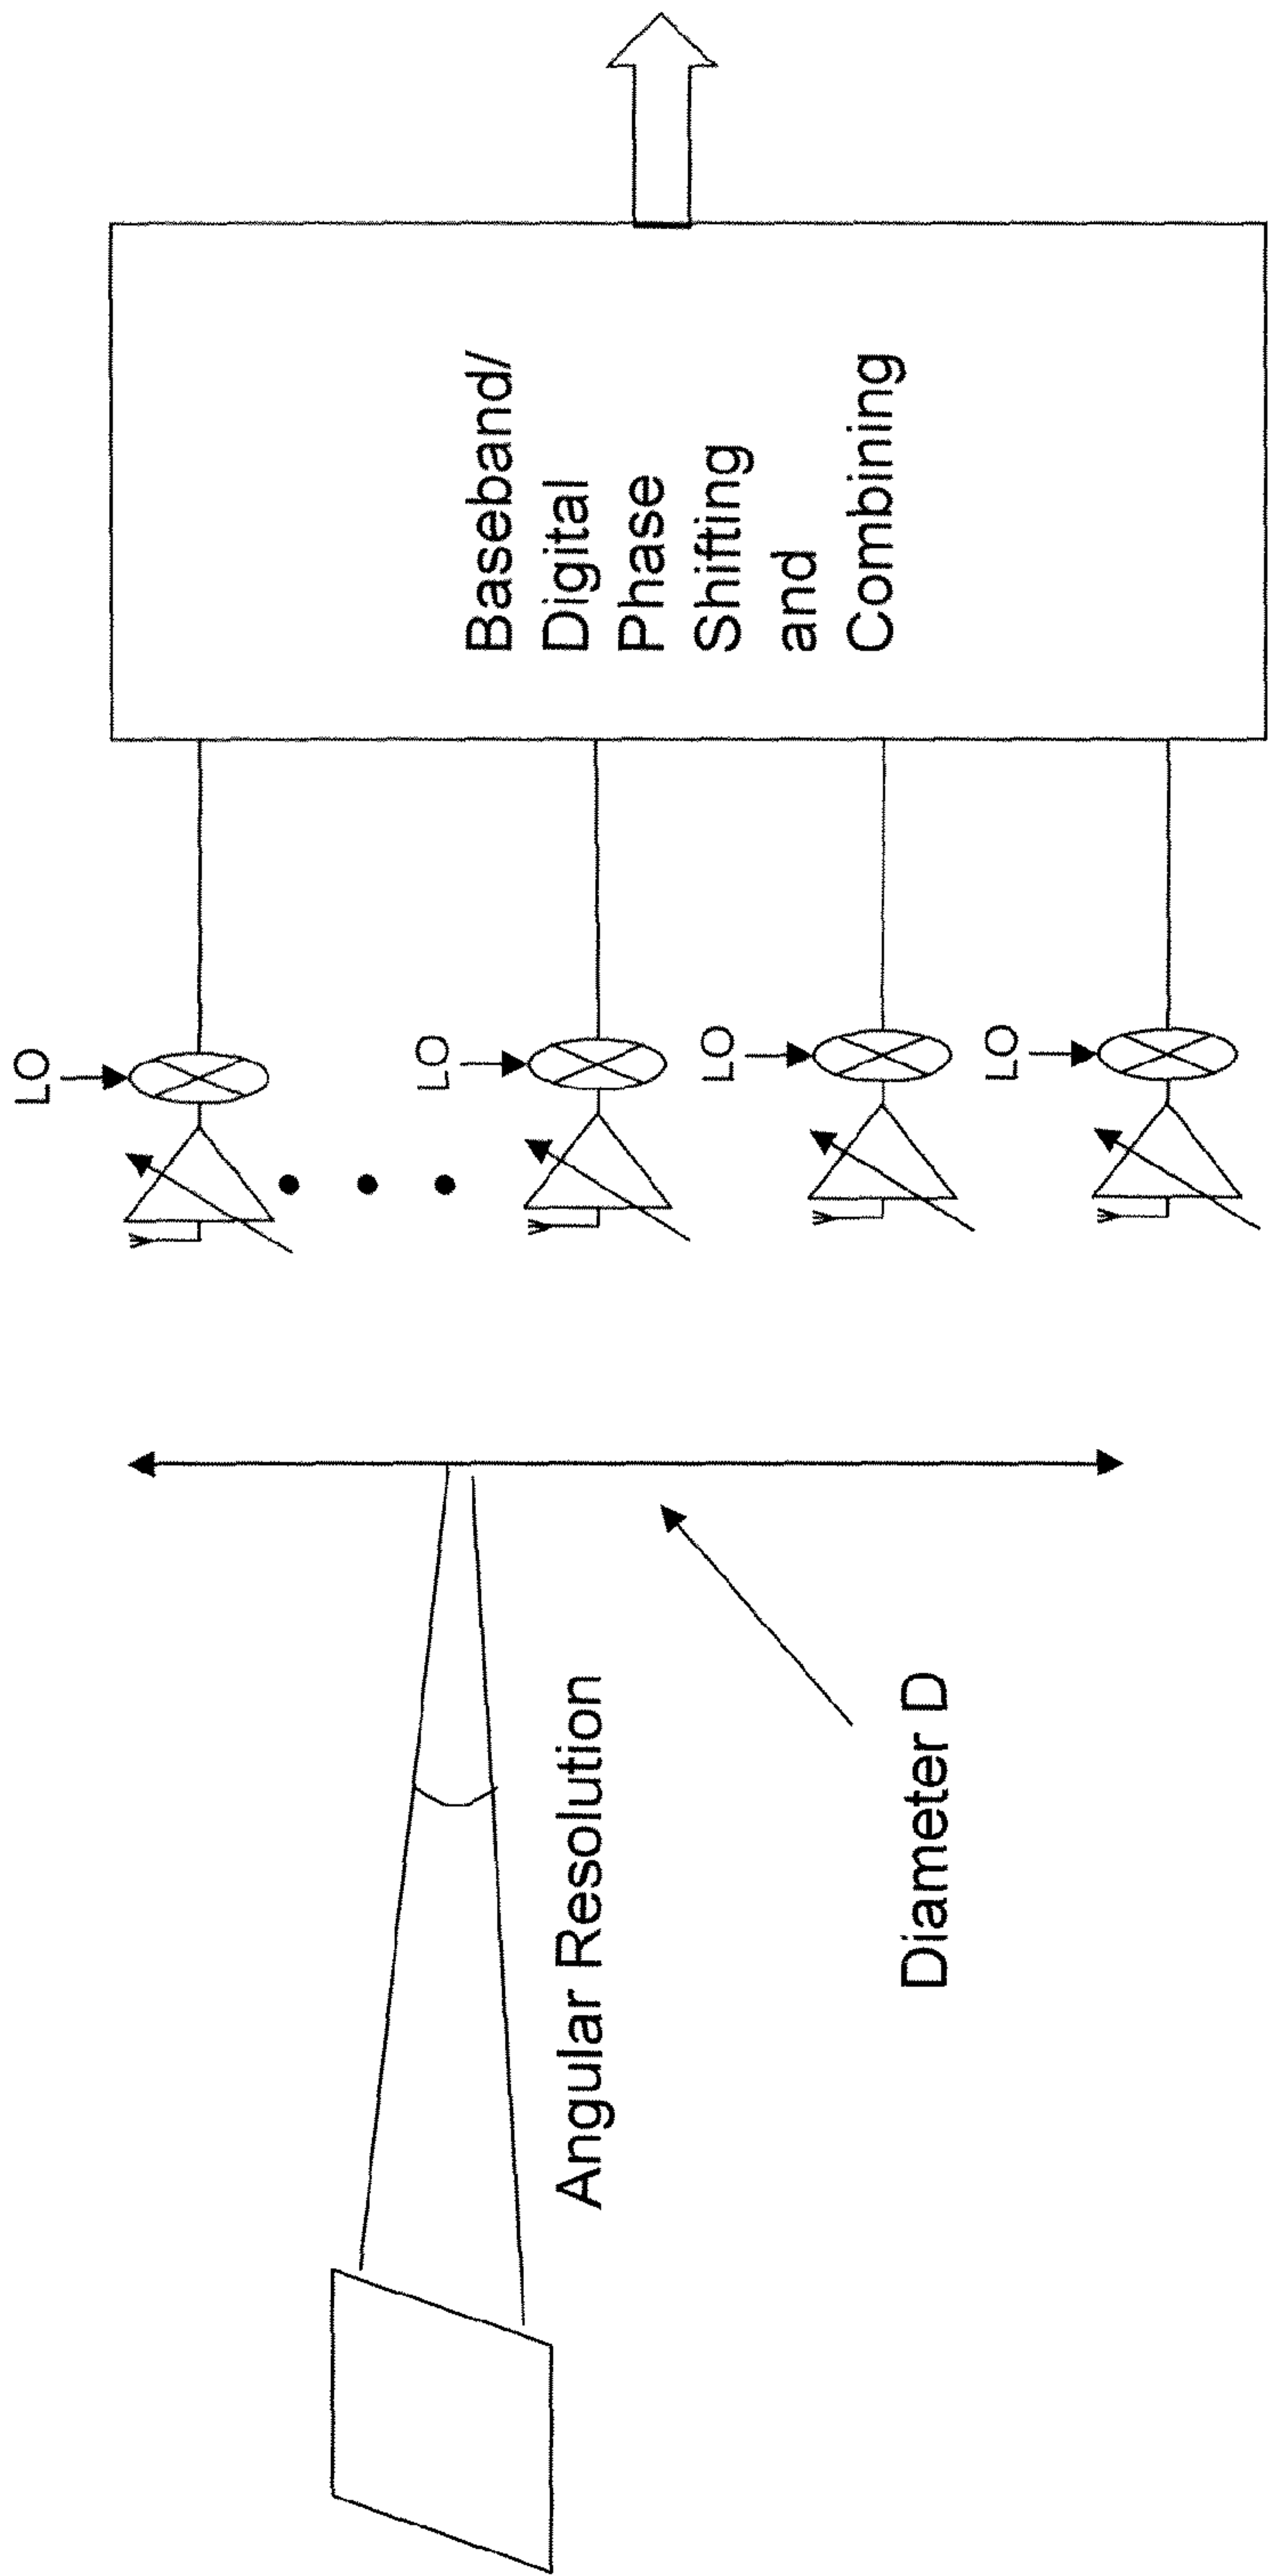 LO
LO
LO
LO
Baseband/
Digital
Phase
Shifting
and
Combining
Angular Resolution
Diameter D